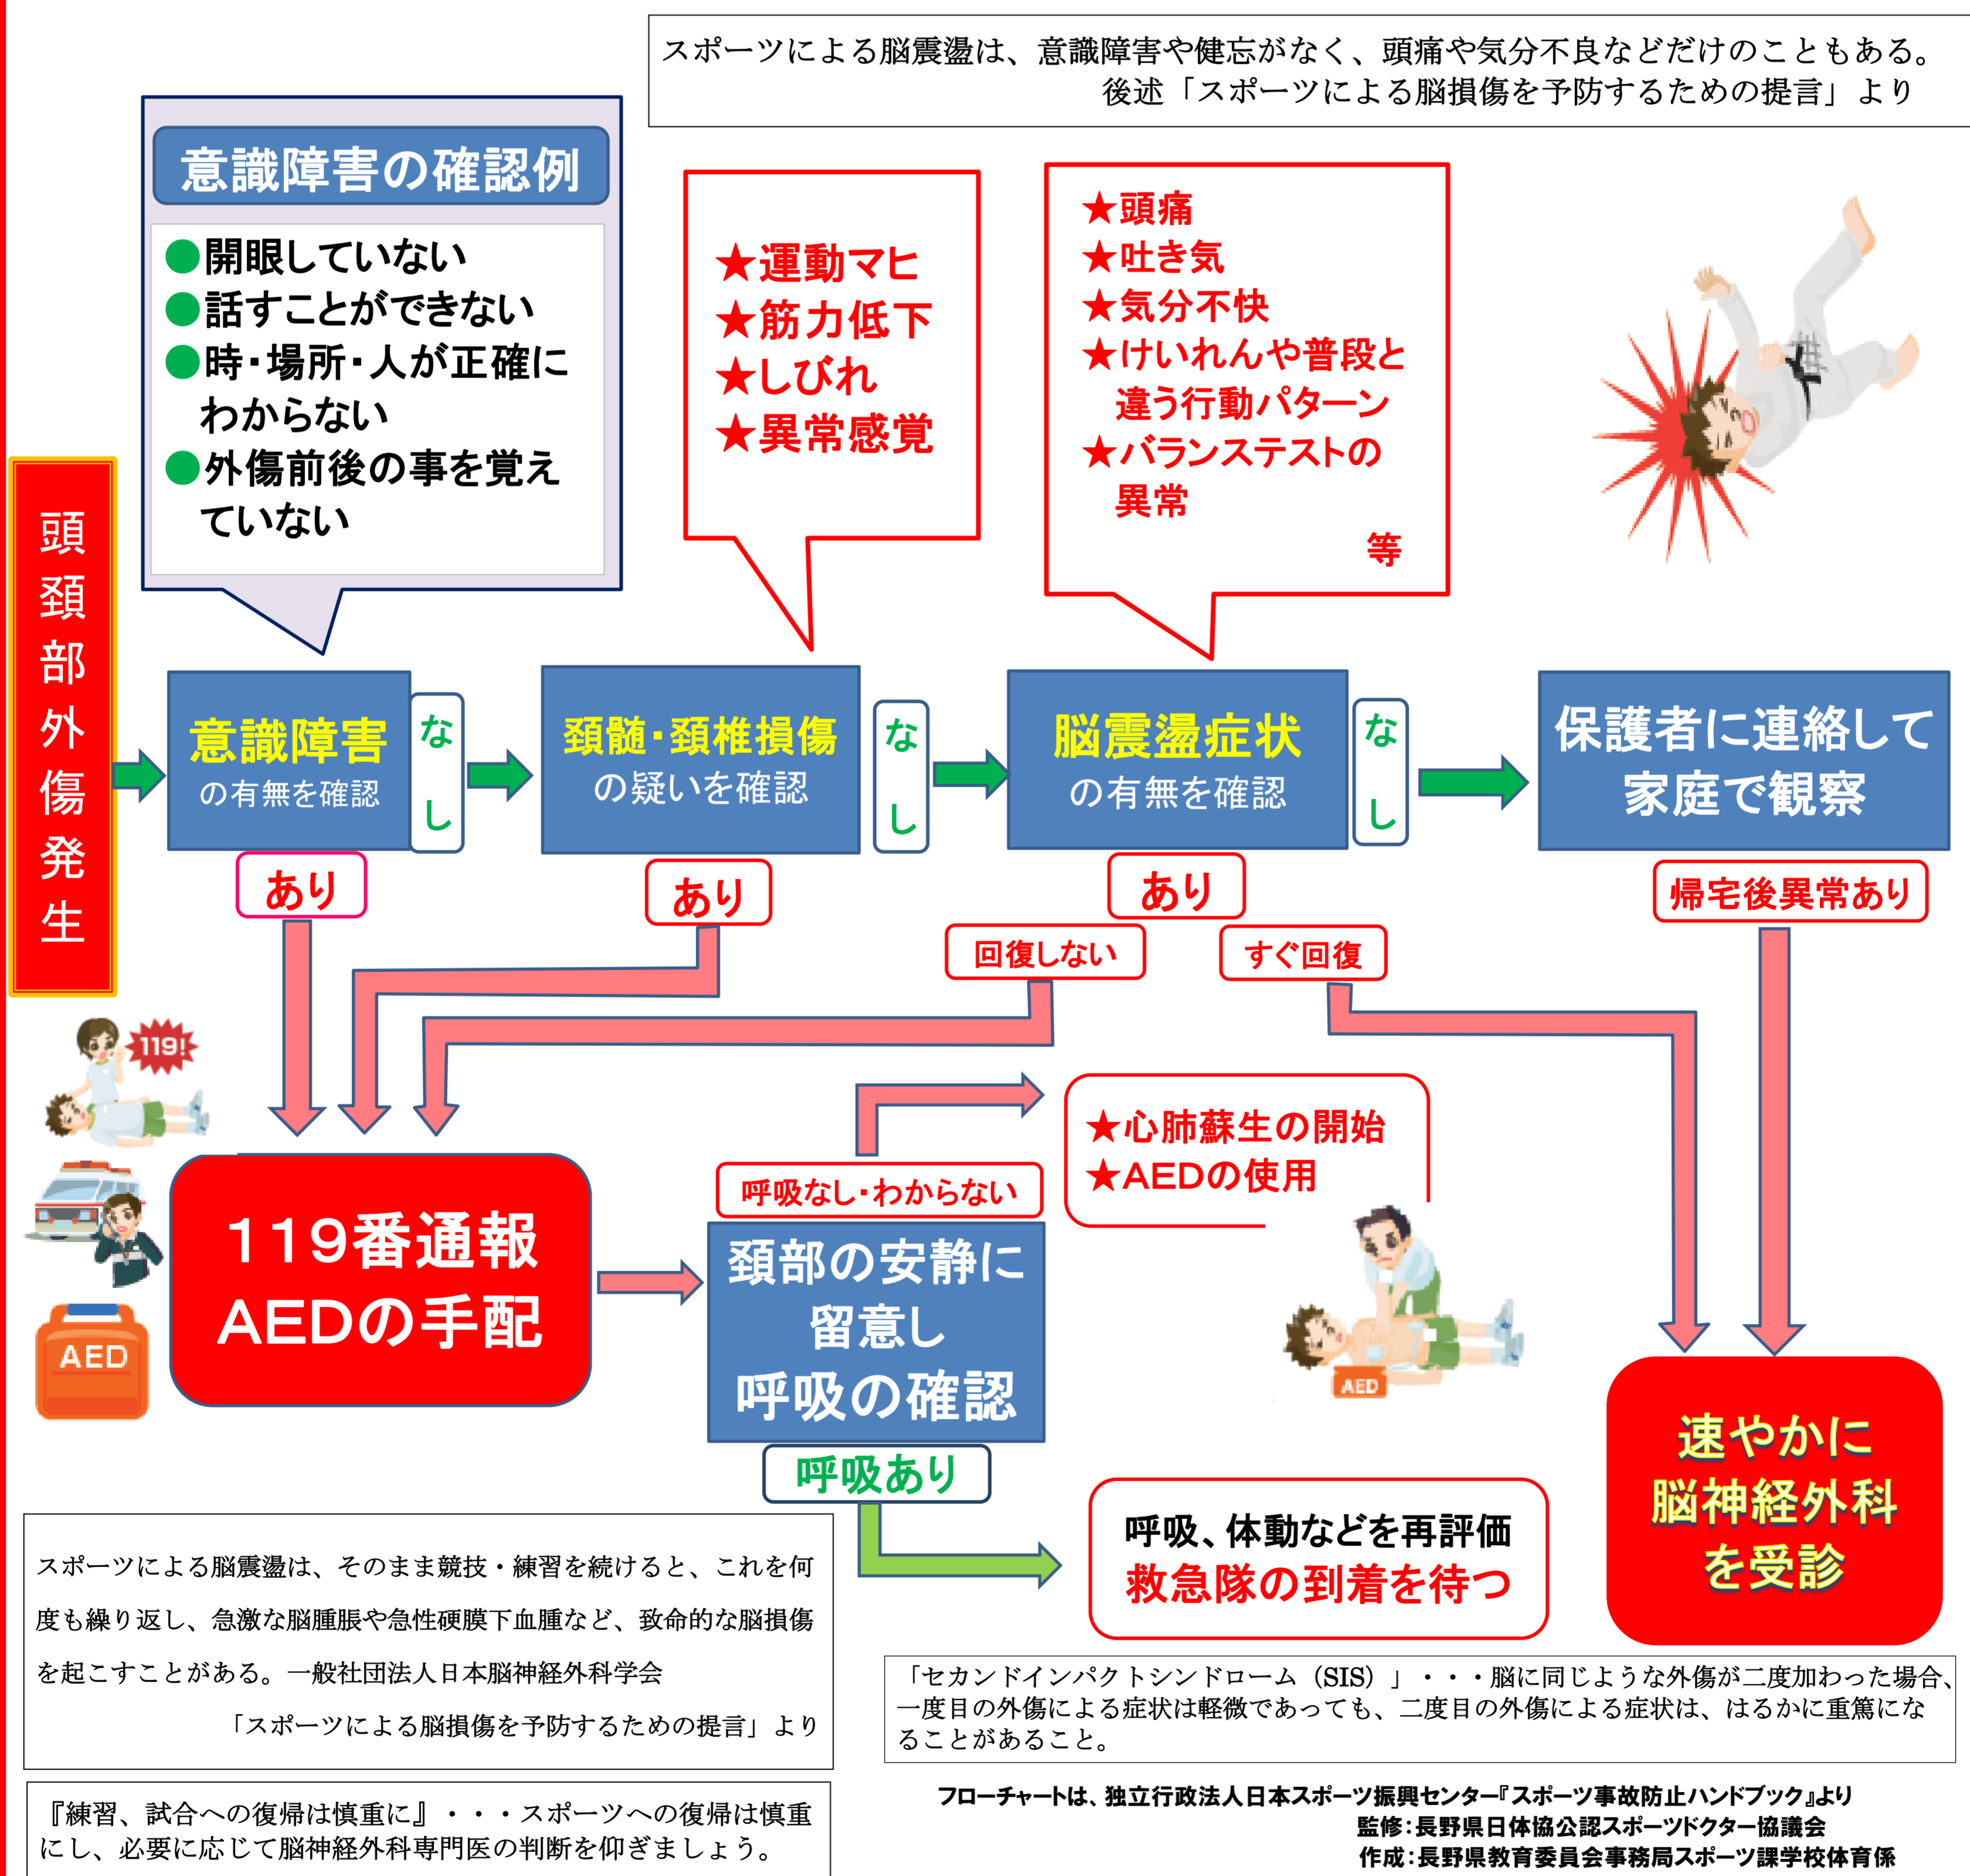 スポーツによる脳震盪は、意識障害や健忘がなく、頭痛や気分不良などだけのこともある。
後述「スポーツによる脳損傷を予防するための提言」より
意識障害の確認例
●開眼していない
●話すことができない
●時・場所・人が正確に
わからない
●外傷前後の事を覚え
ていない
★運動マヒ
★筋力低下
★しびれ
★異常感覚
★頭痛
★吐き気
★気分不快
★けいれんや普段と
違う行動パターン
★バランステストの
異常
等
頭頚部外傷発生
意識障害
の有無を確認
なし
頚髄・頚椎損傷
の疑いを確認
なし
脳震盪症状
の有無を確認
なし
保護者に連絡して
家庭で観察
あり
あり
あり
回復しない
すぐ回復
帰宅後異常あり
119!
AED
119番通報
AEDの手配
呼吸なし・わからない
頚部の安静に
留意し
呼吸の確認
呼吸あり
★心肺蘇生の開始
★AEDの使用
AED
呼吸、体動などを再評価
救急隊の到着を待つ
速やかに
脳神経外科
を受診
スポーツによる脳震盪は、そのまま競技・練習を続けると、これを何
度も繰り返し、急激な脳腫脹や急性硬膜下血腫など、致命的な脳損傷
を起こすことがある。一般社団法人日本脳神経外科学会
「スポーツによる脳損傷を予防するための提言」より
「セカンドインパクトシンドローム（SIS）」・・・脳に同じような外傷が二度加わった場合、
一度目の外傷による症状は軽微であっても、二度目の外傷による症状は、はるかに重篤にな
ることがあること。
『練習、試合への復帰は慎重に』・・・スポーツへの復帰は慎重
にし、必要に応じて脳神経外科専門医の判断を仰ぎましょう。
フローチャートは、独立行政法人日本スポーツ振興センター『スポーツ事故防止ハンドブック』より
監修：長野県日体協公認スポーツドクター協議会
作成：長野県教育委員会事務局スポーツ課学校体育係